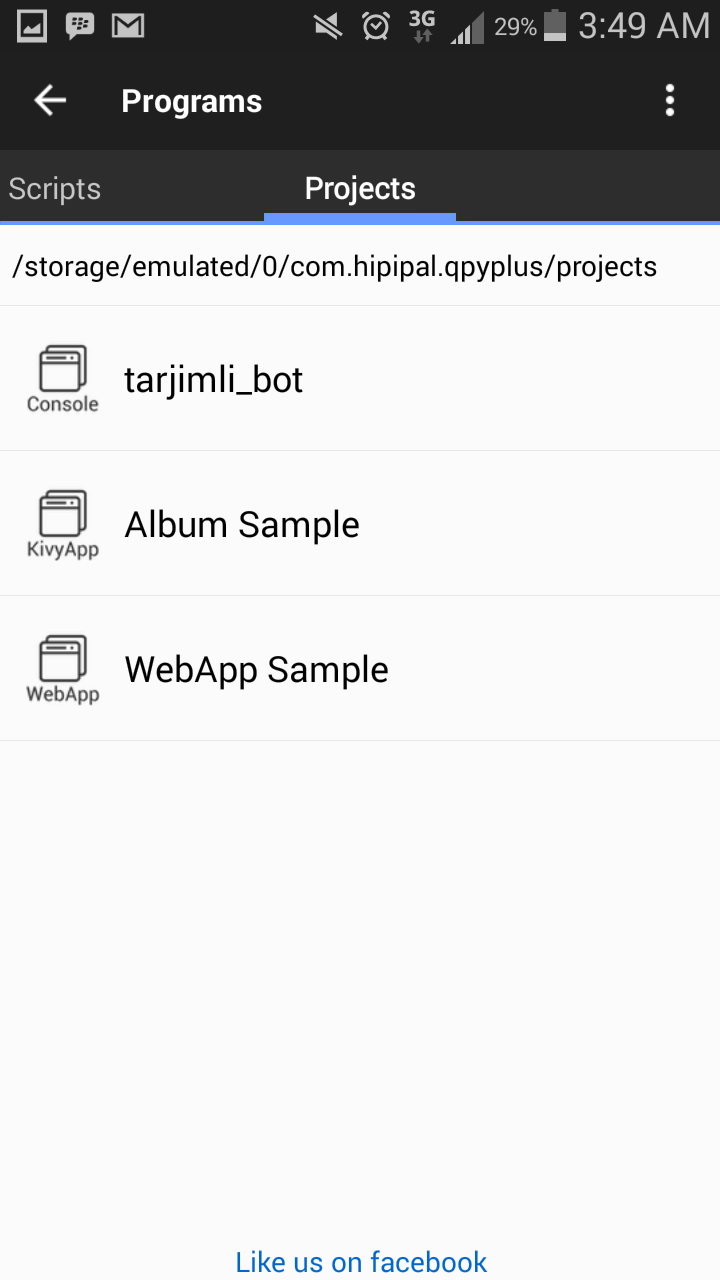 3G 29% 3:49 AM
Programs
Scripts Projects
/storage/emulated/0/com.hipipal.qpyplus/projects
Console tarjimli_bot
KivyApp Album Sample
WebApp WebApp Sample
Like us on facebook